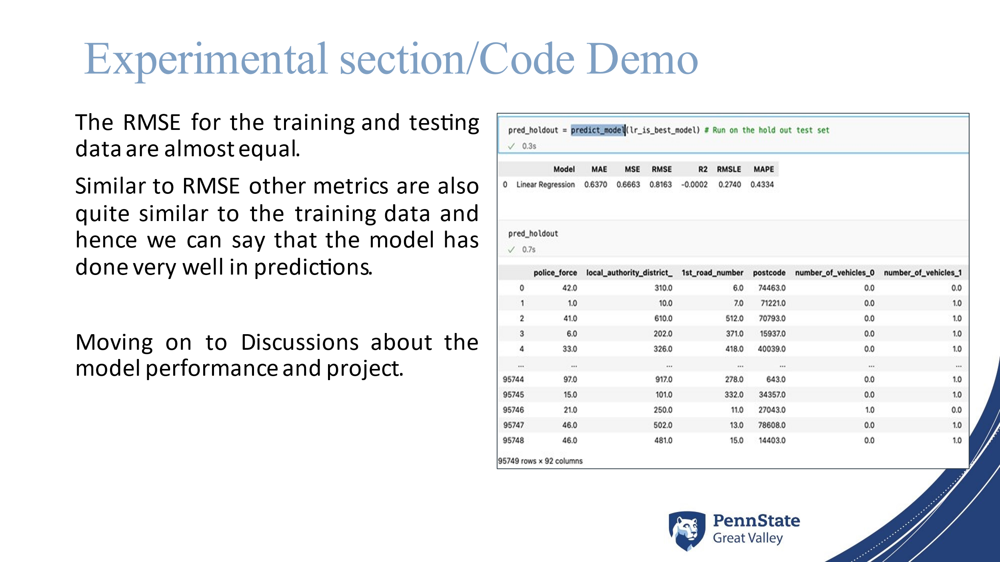 Experimental section/Code Demo
The RMSE for the training and testing
data are almost equal.
Similar to RMSE other metrics are also
quite similar to the training data and
hence we can say that the model has
done very well in predictions.
Moving on to Discussions about the
model performance and project.
pred_holdout = predict_model(lr_is_best_model) # Run on the hold out test set
✓ 0.3s
Model MAE MSE RMSE R2 RMSLE MAPE
0 Linear Regression 0.6370 0.6663 0.8163 -0.0002 0.2740 0.4334
pred_holdout
✓ 0.7s
police_force local_authority_district_ 1st_road_number postcode number_of_vehicles_0 number_of_vehicles_1
0 42.0 310.0 6.0 74463.0 0.0 0.0
1 1.0 10.0 7.0 71221.0 0.0 1.0
2 41.0 610.0 512.0 70793.0 0.0 1.0
3 6.0 202.0 371.0 15937.0 0.0 1.0
4 33.0 326.0 418.0 40039.0 0.0 1.0
... ... ... ... ... ... ...
95744 97.0 917.0 278.0 643.0 0.0 1.0
95745 15.0 101.0 332.0 34357.0 0.0 1.0
95746 21.0 250.0 11.0 27043.0 1.0 0.0
95747 46.0 502.0 13.0 78608.0 0.0 1.0
95748 46.0 481.0 15.0 14403.0 0.0 1.0
95749 rows × 92 columns
PennState
Great Valley